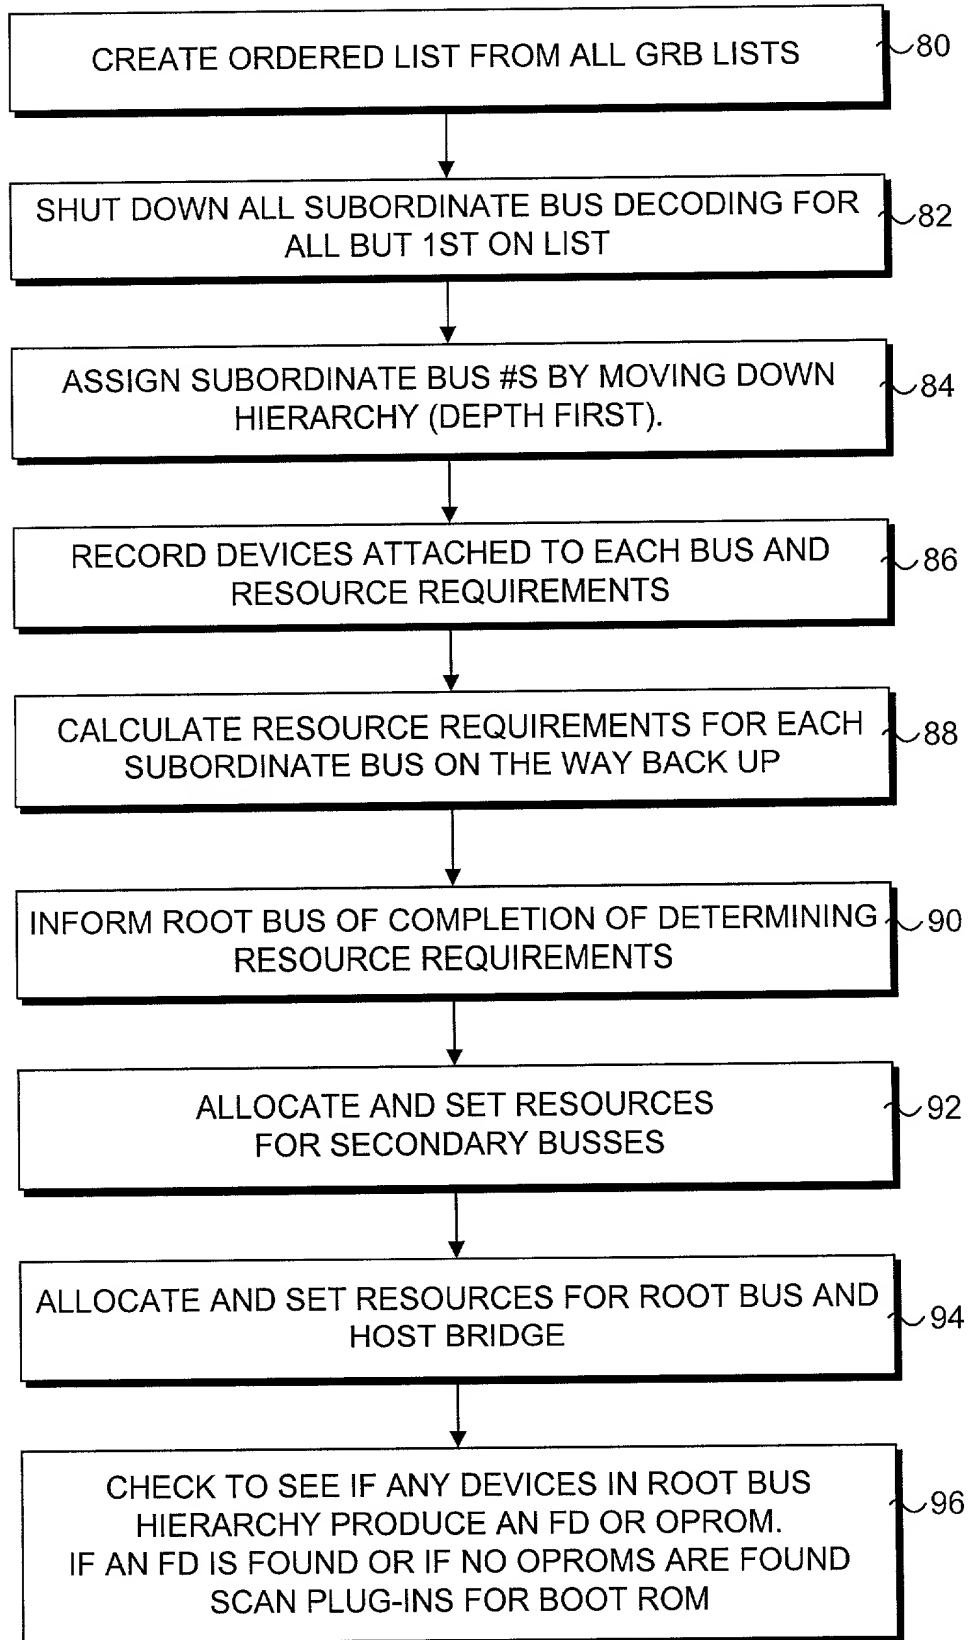 CREATE ORDERED LIST FROM ALL GRB LISTS
80
SHUT DOWN ALL SUBORDINATE BUS DECODING FOR
ALL BUT 1ST ON LIST
82
ASSIGN SUBORDINATE BUS #S BY MOVING DOWN
HIERARCHY (DEPTH FIRST).
84
RECORD DEVICES ATTACHED TO EACH BUS AND
RESOURCE REQUIREMENTS
86
CALCULATE RESOURCE REQUIREMENTS FOR EACH
SUBORDINATE BUS ON THE WAY BACK UP
88
INFORM ROOT BUS OF COMPLETION OF DETERMINING
RESOURCE REQUIREMENTS
90
ALLOCATE AND SET RESOURCES
FOR SECONDARY BUSSES
92
ALLOCATE AND SET RESOURCES FOR ROOT BUS AND
HOST BRIDGE
94
CHECK TO SEE IF ANY DEVICES IN ROOT BUS
HIERARCHY PRODUCE AN FD OR OPROM.
IF AN FD IS FOUND OR IF NO OPROMS ARE FOUND
SCAN PLUG-INS FOR BOOT ROM
96